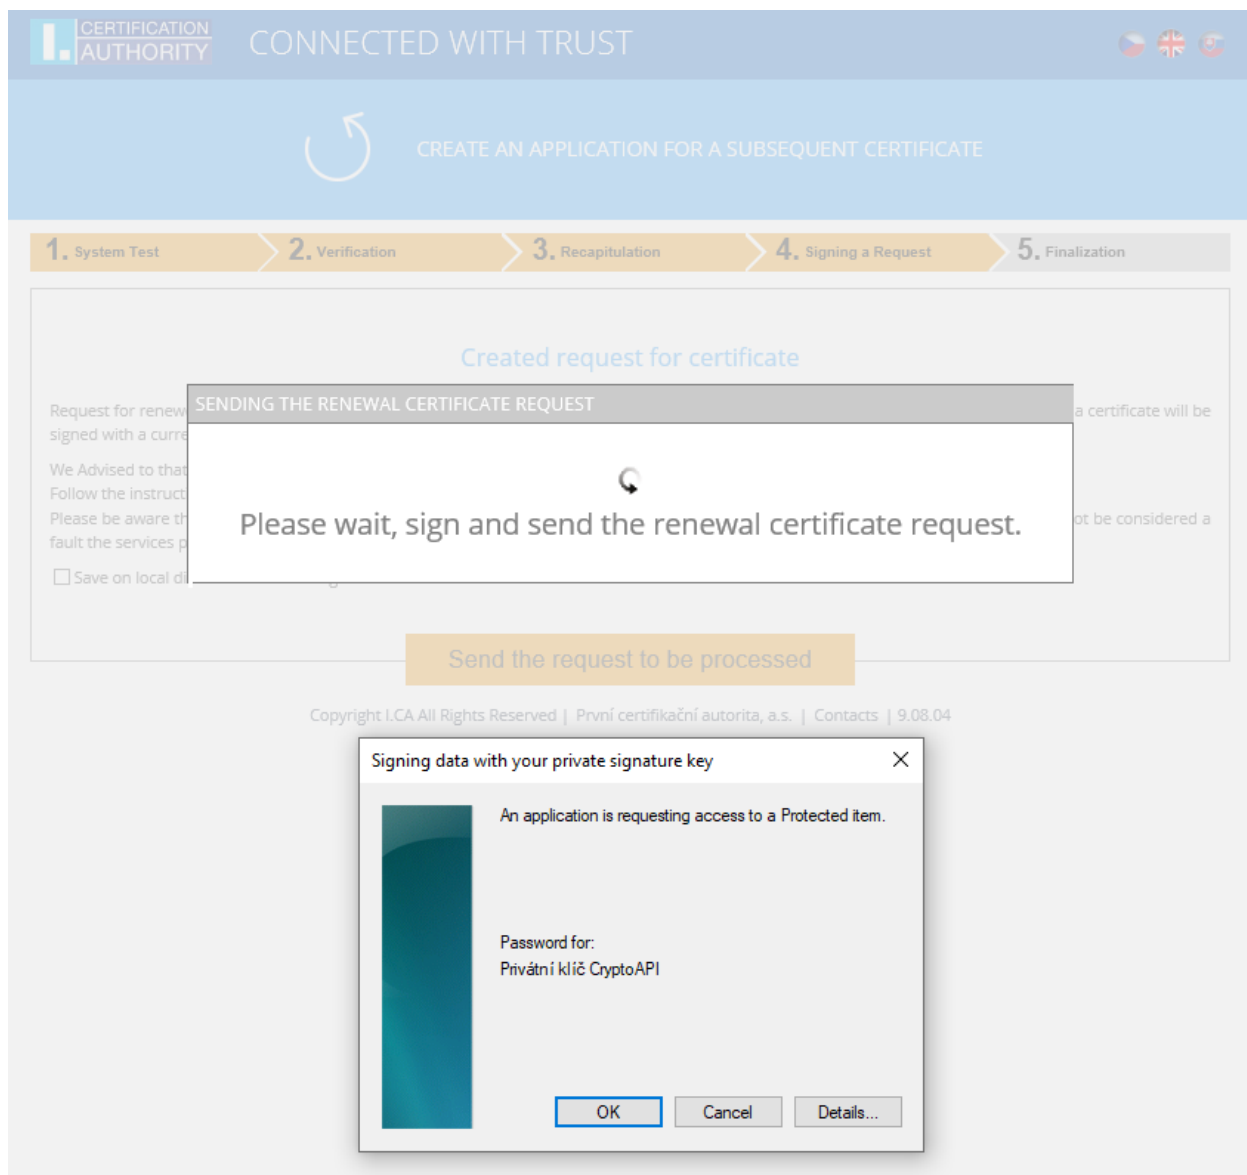 CERTIFICATION
AUTHORITY
CONNECTED WITH TRUST
CREATE AN APPLICATION FOR A SUBSEQUENT CERTIFICATE
1. System Test
2. Verification
3. Recapitulation
4. Signing a Request
5. Finalization
Created request for certificate
SENDING THE RENEWAL CERTIFICATE REQUEST
Request for renew a certificate will be
signed with a curre
We Advised to that
Follow the instruct
Please be aware th ot be considered a
fault the services p
Please wait, sign and send the renewal certificate request.
Save on local di
Send the request to be processed
Copyright I.CA All Rights Reserved | První certifikační autorita, a.s. | Contacts | 9.08.04
Signing data with your private signature key
An application is requesting access to a Protected item.
Password for:
Privátní klíč CryptoAPI
OK
Cancel
Details...